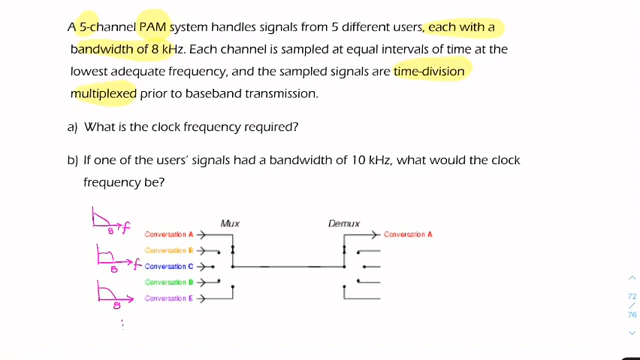 A 5-channel PAM system handles signals from 5 different users, each with a
bandwidth of 8 kHz. Each channel is sampled at equal intervals of time at the
lowest adequate frequency, and the sampled signals are time-division
multiplexed prior to baseband transmission.
a) What is the clock frequency required?
b) If one of the users' signals had a bandwidth of 10 kHz, what would the clock
frequency be?
Mux
Demux
8 f
Conversation A
Conversation A
Conversation B
8 f
Conversation C
Conversation D
8
Conversation E
72
/
76